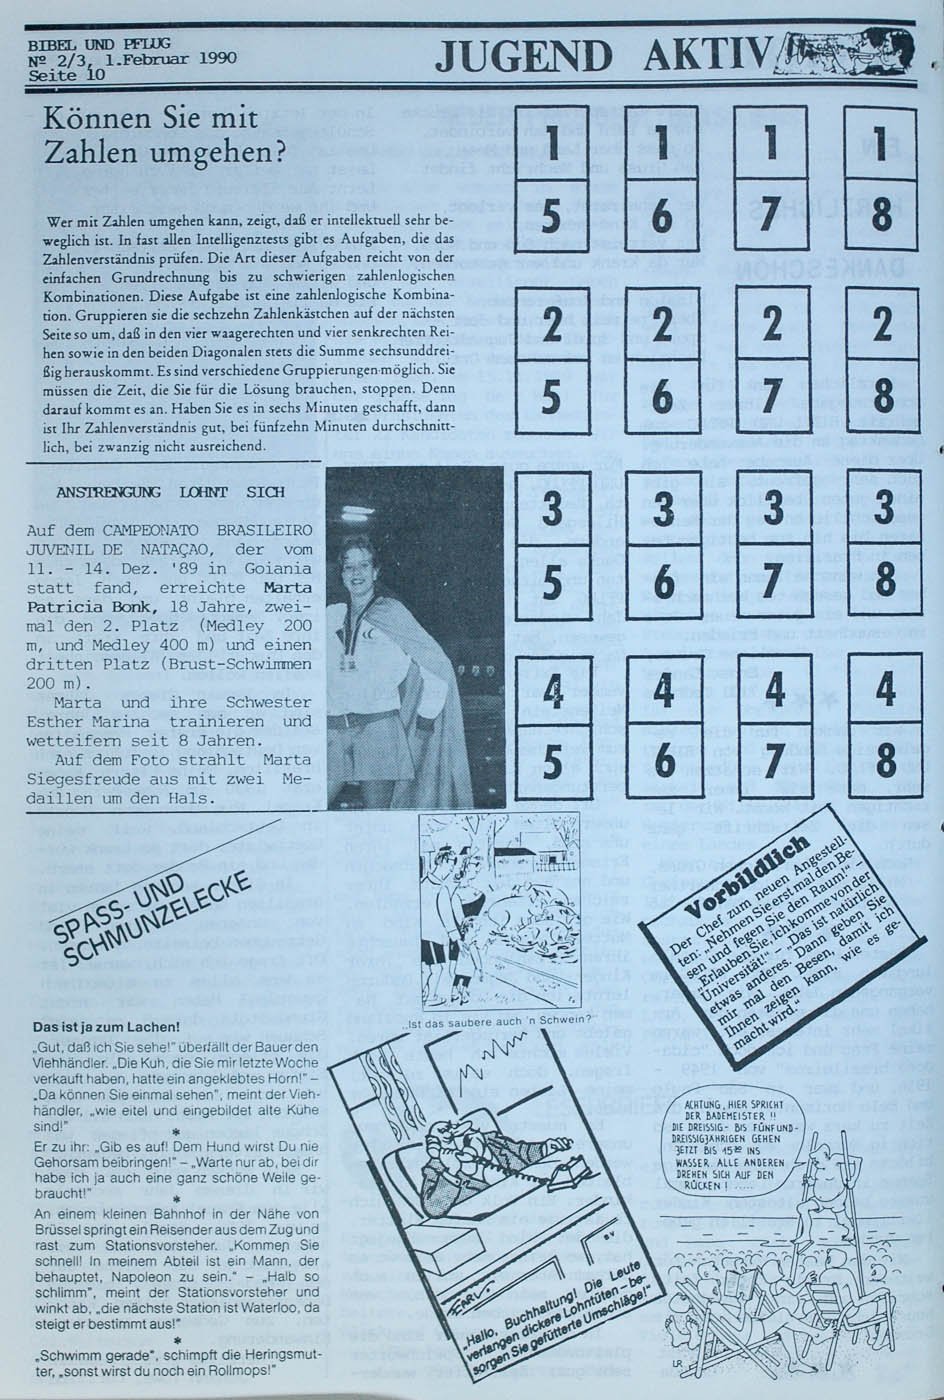 BIBEL UND PFLUG
Nº 2/3, 1.Februar 1990
Seite 10
JUGEND AKTIV
Können Sie mit
Zahlen umgehen?
Wer mit Zahlen umgehen kann, zeigt, daß er intellektuell sehr be-
weglich ist. In fast allen Intelligenztests gibt es Aufgaben, die das
Zahlenverständnis prüfen. Die Art dieser Aufgaben reicht von der
einfachen Grundrechnung bis zu schwierigen zahlenlogischen
Kombinationen. Diese Aufgabe ist eine zahlenlogische Kombina-
tion. Gruppieren sie die sechzehn Zahlenkästchen auf der nächsten
Seite so um, daß in den vier waagerechten und vier senkrechten Rei-
hen sowie in den beiden Diagonalen stets die Summe sechsunddrei-
ßig herauskommt. Es sind verschiedene Gruppierungen möglich. Sie
müssen die Zeit, die Sie für die Lösung brauchen, stoppen. Denn
darauf kommt es an. Haben Sie es in sechs Minuten geschafft, dann
ist Ihr Zahlenverständnis gut, bei fünfzehn Minuten durchschnitt-
lich, bei zwanzig nicht ausreichend.
1 1 1 1
5 6 7 8
2 2 2 2
5 6 7 8
3 3 3 3
5 6 7 8
4 4 4 4
5 6 7 8
ANSTRENGUNG LOHNT SICH
Auf dem CAMPEONATO BRASILEIRO
JUVENIL DE NATAÇAO, der vom
11. - 14. Dez. '89 in Goiania
statt fand, erreichte Marta
Patricia Bonk, 18 Jahre, zwei-
mal den 2. Platz (Medley 200
m, und Medley 400 m) und einen
dritten Platz (Brust-Schwimmen
200 m).
Marta und ihre Schwester
Esther Marina trainieren und
wetteifern seit 8 Jahren.
Auf dem Foto strahlt Marta
Siegesfreude aus mit zwei Me-
daillen um den Hals.
SPASS- UND
SCHMUNZELECKE
Das ist ja zum Lachen!
„Gut, daß ich Sie sehe!" überfällt der Bauer den
Viehhändler. „Die Kuh, die Sie mir letzte Woche
verkauft haben, hatte ein angeklebtes Horn!" –
„Da können Sie einmal sehen", meint der Vieh-
händler, „wie eitel und eingebildet alte Kühe
sind!"
*
Er zu ihr: „Gib es auf! Dem Hund wirst Du nie
Gehorsam beibringen!" – „Warte nur ab, bei dir
habe ich ja auch eine ganz schöne Weile ge-
braucht!"
*
An einem kleinen Bahnhof in der Nähe von
Brüssel springt ein Reisender aus dem Zug und
rast zum Stationsvorsteher. „Kommen Sie
schnell! In meinem Abteil ist ein Mann, der
behauptet, Napoleon zu sein." – „Halb so
schlimm", meint der Stationsvorsteher und
winkt ab, „die nächste Station ist Waterloo, da
steigt er bestimmt aus!"
*
„Schwimm gerade", schimpft die Heringsmut-
ter, „sonst wirst du noch ein Rollmops!"
..Ist das saubere auch 'n Schwein?
„Hallo, Buchhaltung! Die Leute
verlangen dickere Lohntüten – be-
sorgen Sie gefütterte Umschläge!"
Vorbildlich
Der Chef zum neuen Angestell-
ten: „Nehmen Sie erst mal den Be-
sen und fegen Sie den Raum!" –
„Erlauben Sie, ich komme von der
Universität!" – „Das ist natürlich
etwas anderes. Dann geben Sie
mir mal den Besen, damit ich
Ihnen zeigen kann, wie es ge-
macht wird."
ACHTUNG, HIER SPRICHT
DER BADEMEISTER !!
DIE DREISSIG- BIS FÜNFUND-
DREISSIGJÄHRIGEN GEHEN
JETZT BIS 15³⁰ INS
WASSER. ALLE ANDEREN
DREHEN SICH AUF DEN
RÜCKEN ! .....